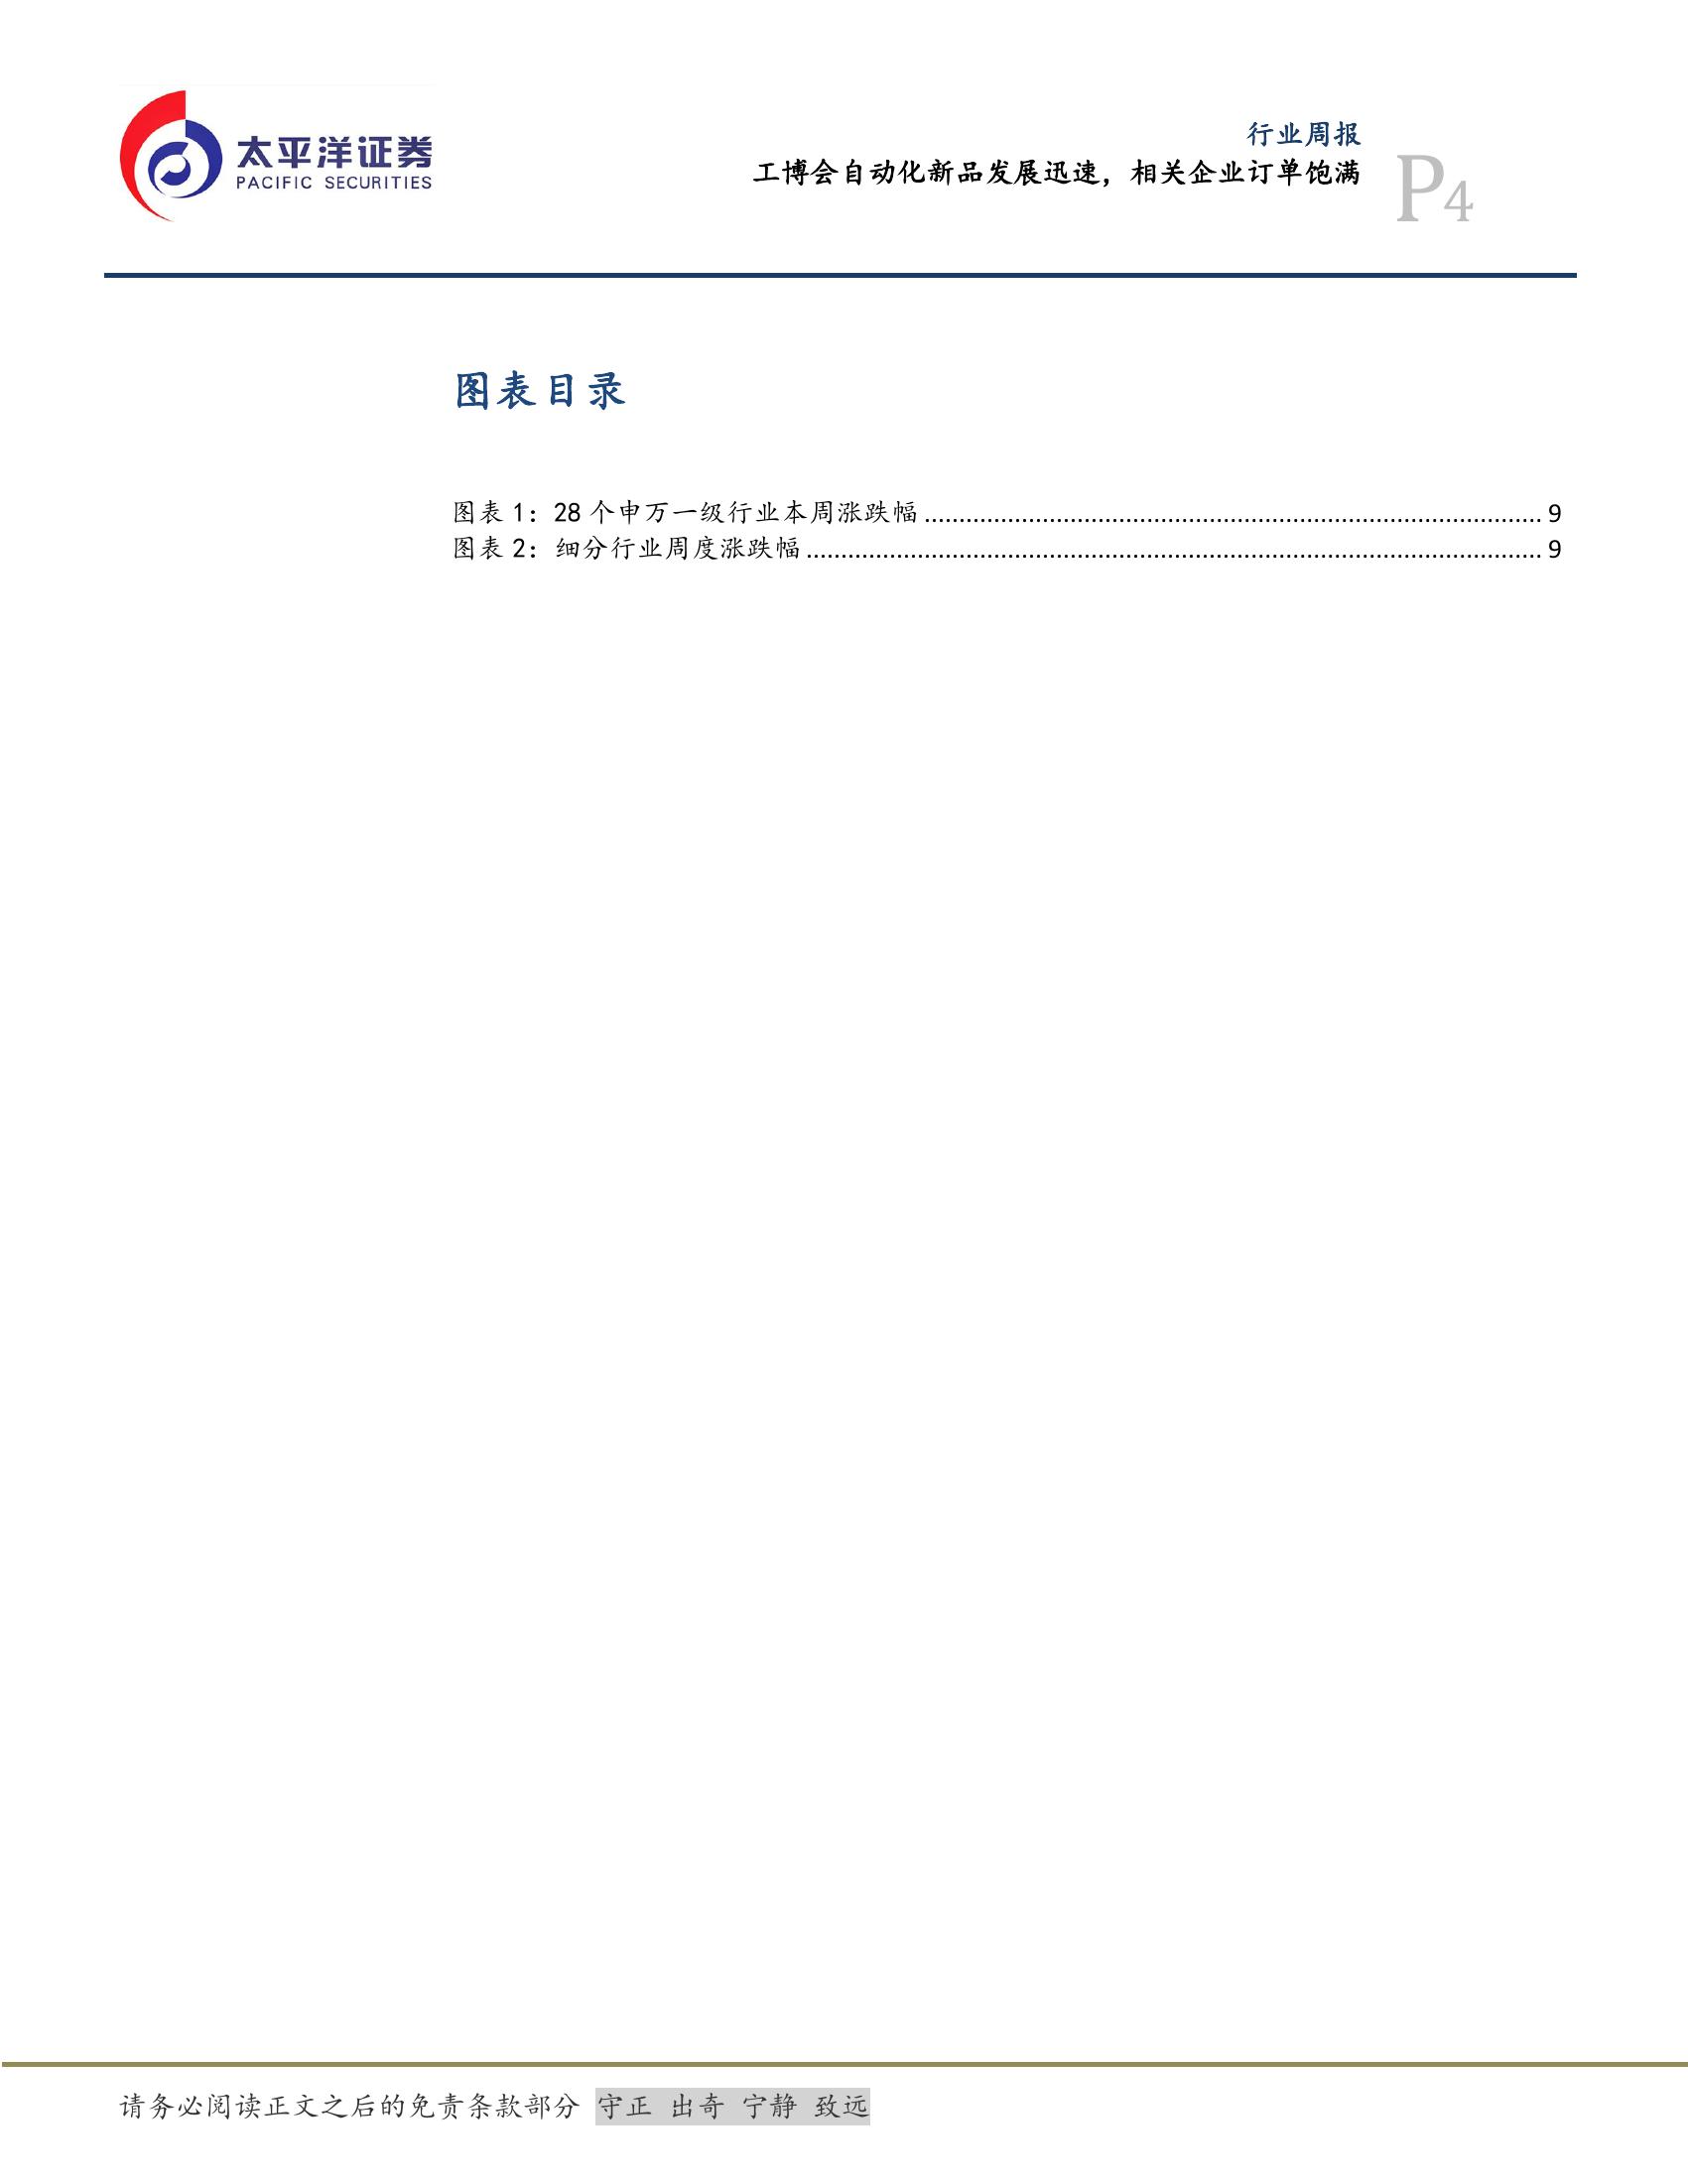 太平洋证券
PACIFIC SECURITIES
行业周报
工博会自动化新品发展迅速，相关企业订单饱满
P4
图表目录
图表 1：28 个申万一级行业本周涨跌幅 ........................................ 9
图表 2：细分行业周度涨跌幅 ........................................ 9
请务必阅读正文之后的免责条款部分 守正 出奇 宁静 致远